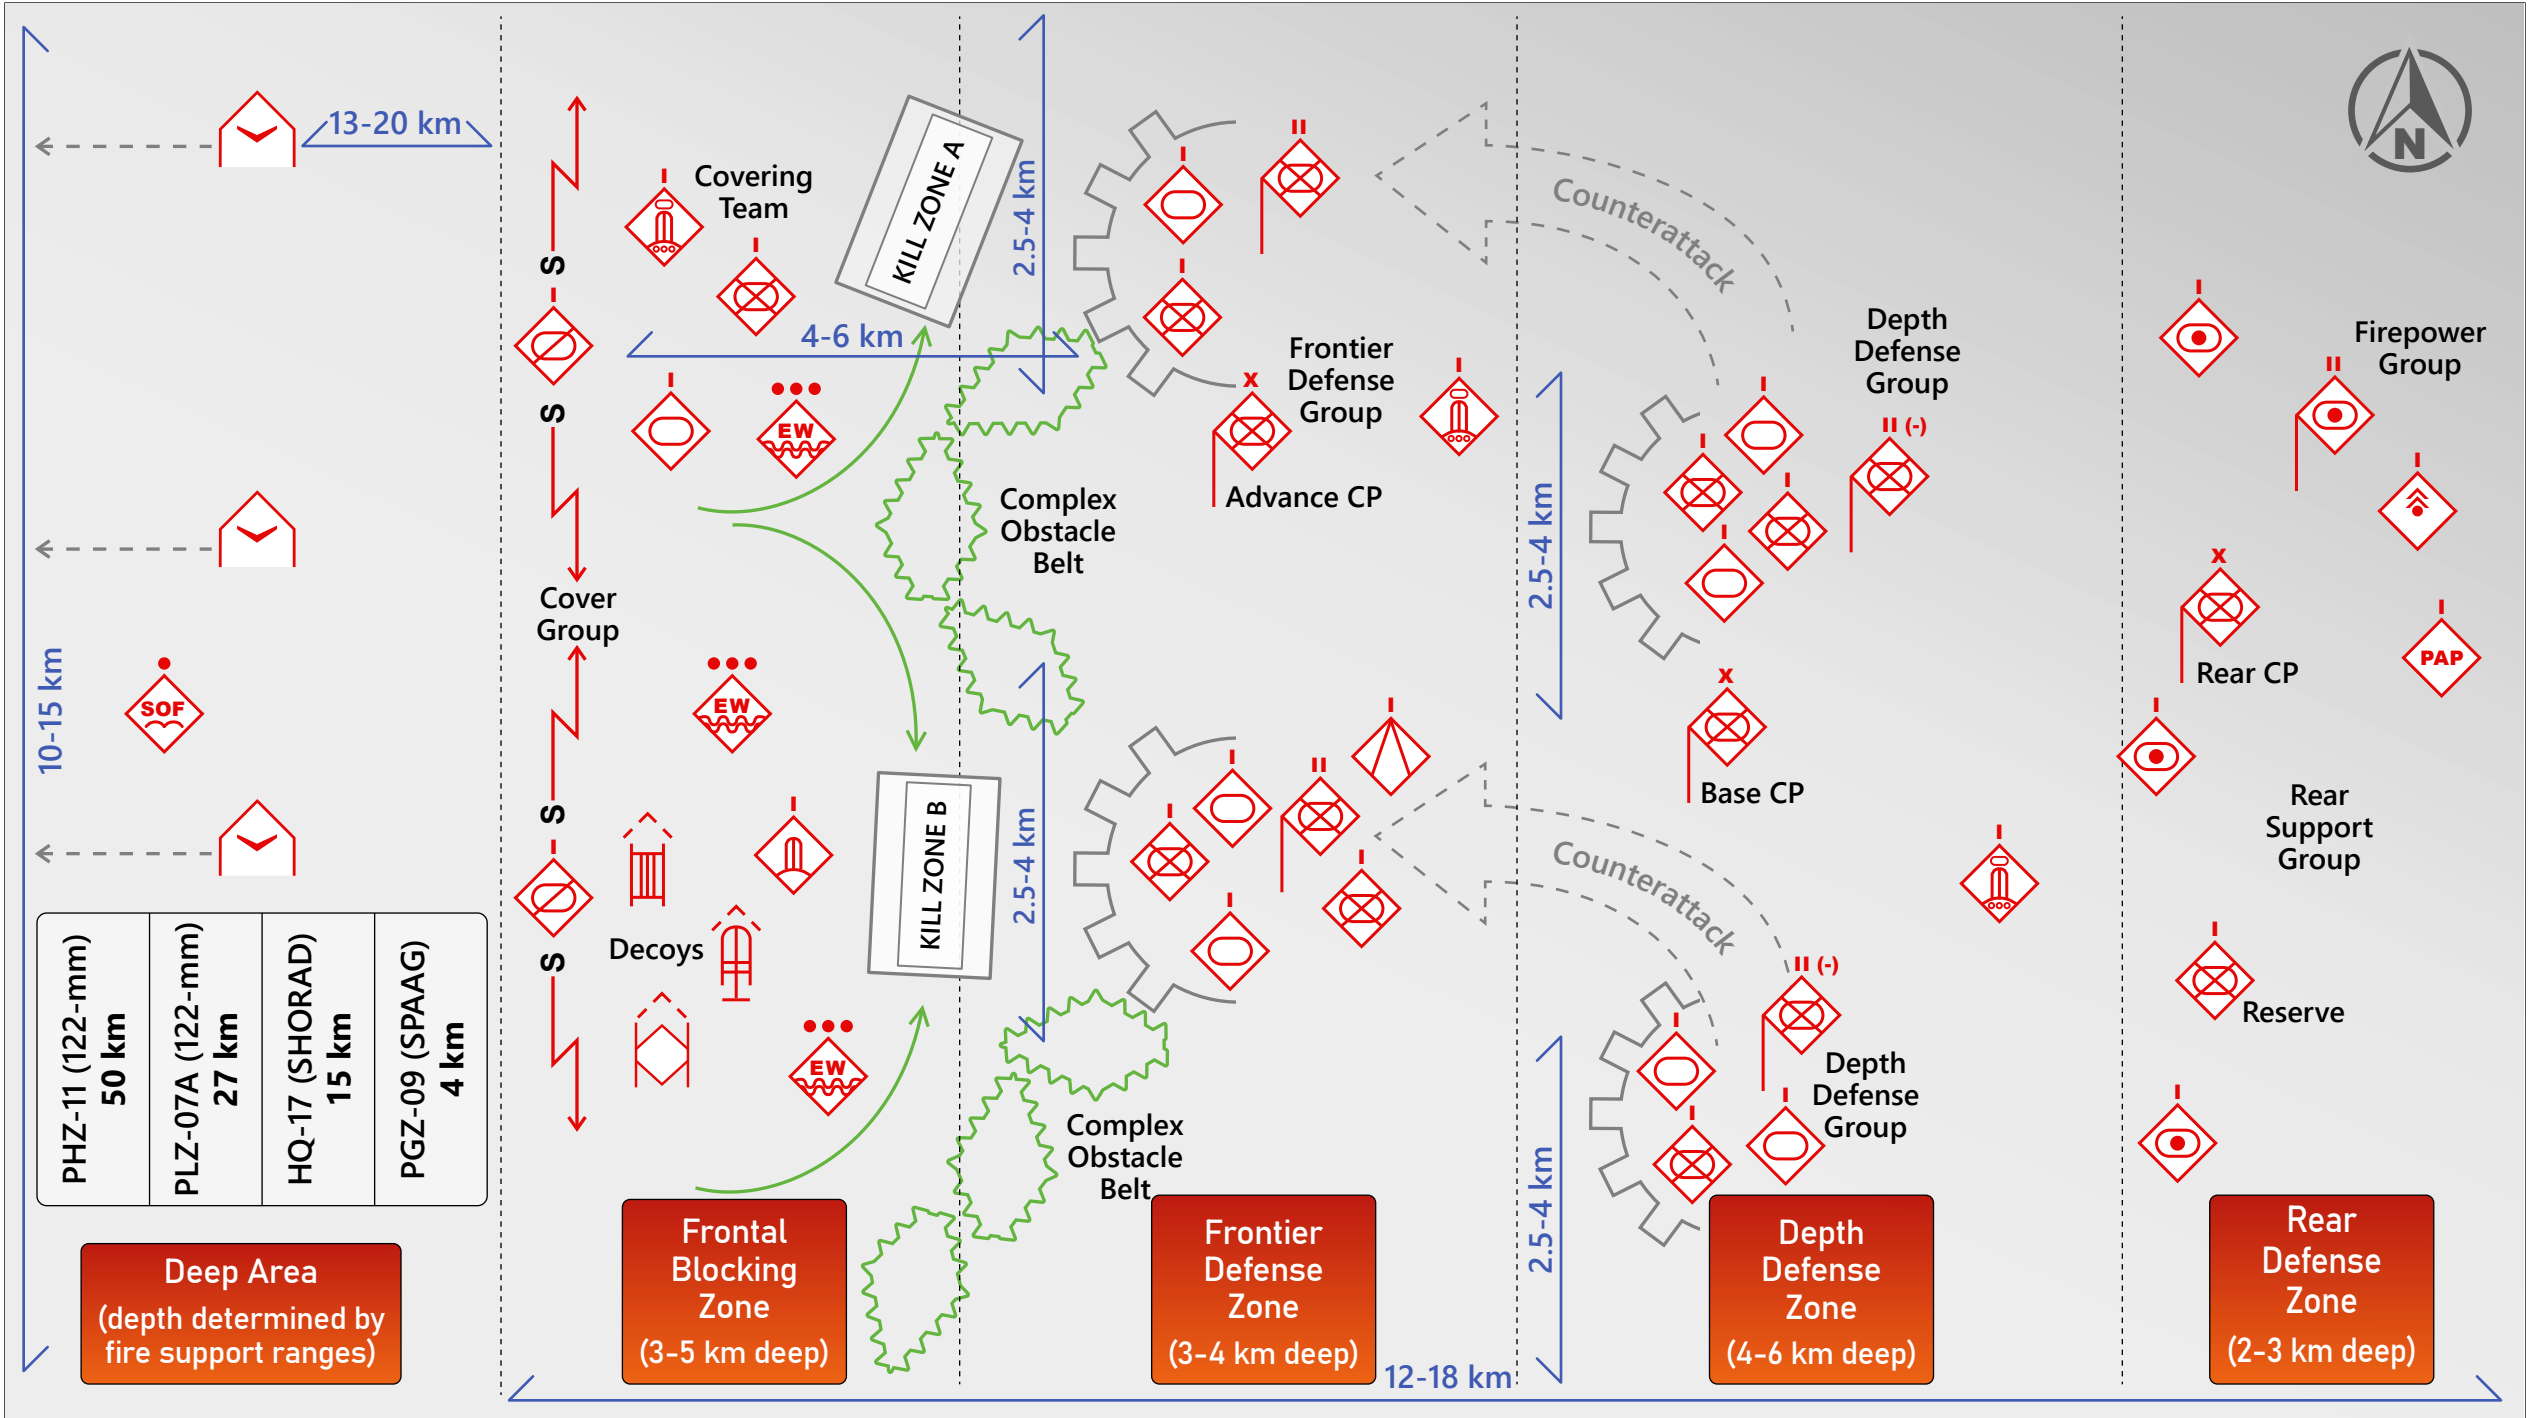 N
13-20 km
10-15 km
SOF
PHZ-11 (122-mm)
50 km
PLZ-07A (122-mm)
27 km
HQ-17 (SHORAD)
15 km
PGZ-09 (SPAAG)
4 km
Deep Area
(depth determined by
fire support ranges)
S
S
Cover
Group
S
S
I
I
Covering
Team
I
I
4-6 km
I
EW
EW
I
Decoys
EW
KILL ZONE A
KILL ZONE B
Frontal
Blocking
Zone
(3-5 km deep)
2.5-4 km
I
I
II
Frontier
Defense
Group
X
Advance CP
I
Complex
Obstacle
Belt
2.5-4 km
I
I
I
II
I
I
Complex
Obstacle
Belt
Frontier
Defense
Zone
(3-4 km deep)
12-18 km
Counterattack
Depth
Defense
Group
2.5-4 km
I
I
I
I
II (-)
X
Base CP
Counterattack
I
II (-)
Depth
Defense
Group
I
I
I
2.5-4 km
Depth
Defense
Zone
(4-6 km deep)
I
Firepower
Group
II
I
X
Rear CP
I
PAP
I
Rear
Support
Group
I
Reserve
I
Rear
Defense
Zone
(2-3 km deep)